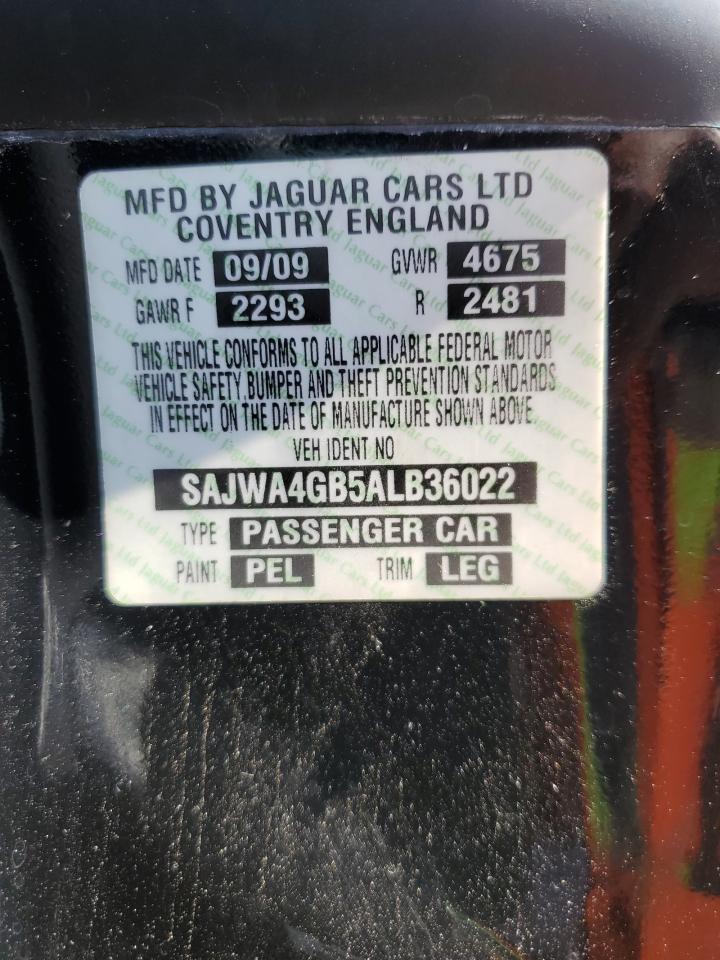 MFD BY JAGUAR CARS LTD
COVENTRY ENGLAND
MFD DATE 09/09 GVWR 4675
GAWR F 2293 R 2481
THIS VEHICLE CONFORMS TO ALL APPLICABLE FEDERAL MOTOR
VEHICLE SAFETY, BUMPER AND THEFT PREVENTION STANDARDS
IN EFFECT ON THE DATE OF MANUFACTURE SHOWN ABOVE
VEH IDENT NO
SAJWA4GB5ALB36022
TYPE PASSENGER CAR
PAINT PEL TRIM LEG